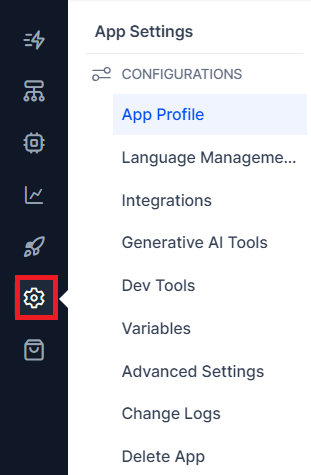 App Settings
CONFIGURATIONS
App Profile
Language Manageme...
Integrations
Generative AI Tools
Dev Tools
Variables
Advanced Settings
Change Logs
Delete App